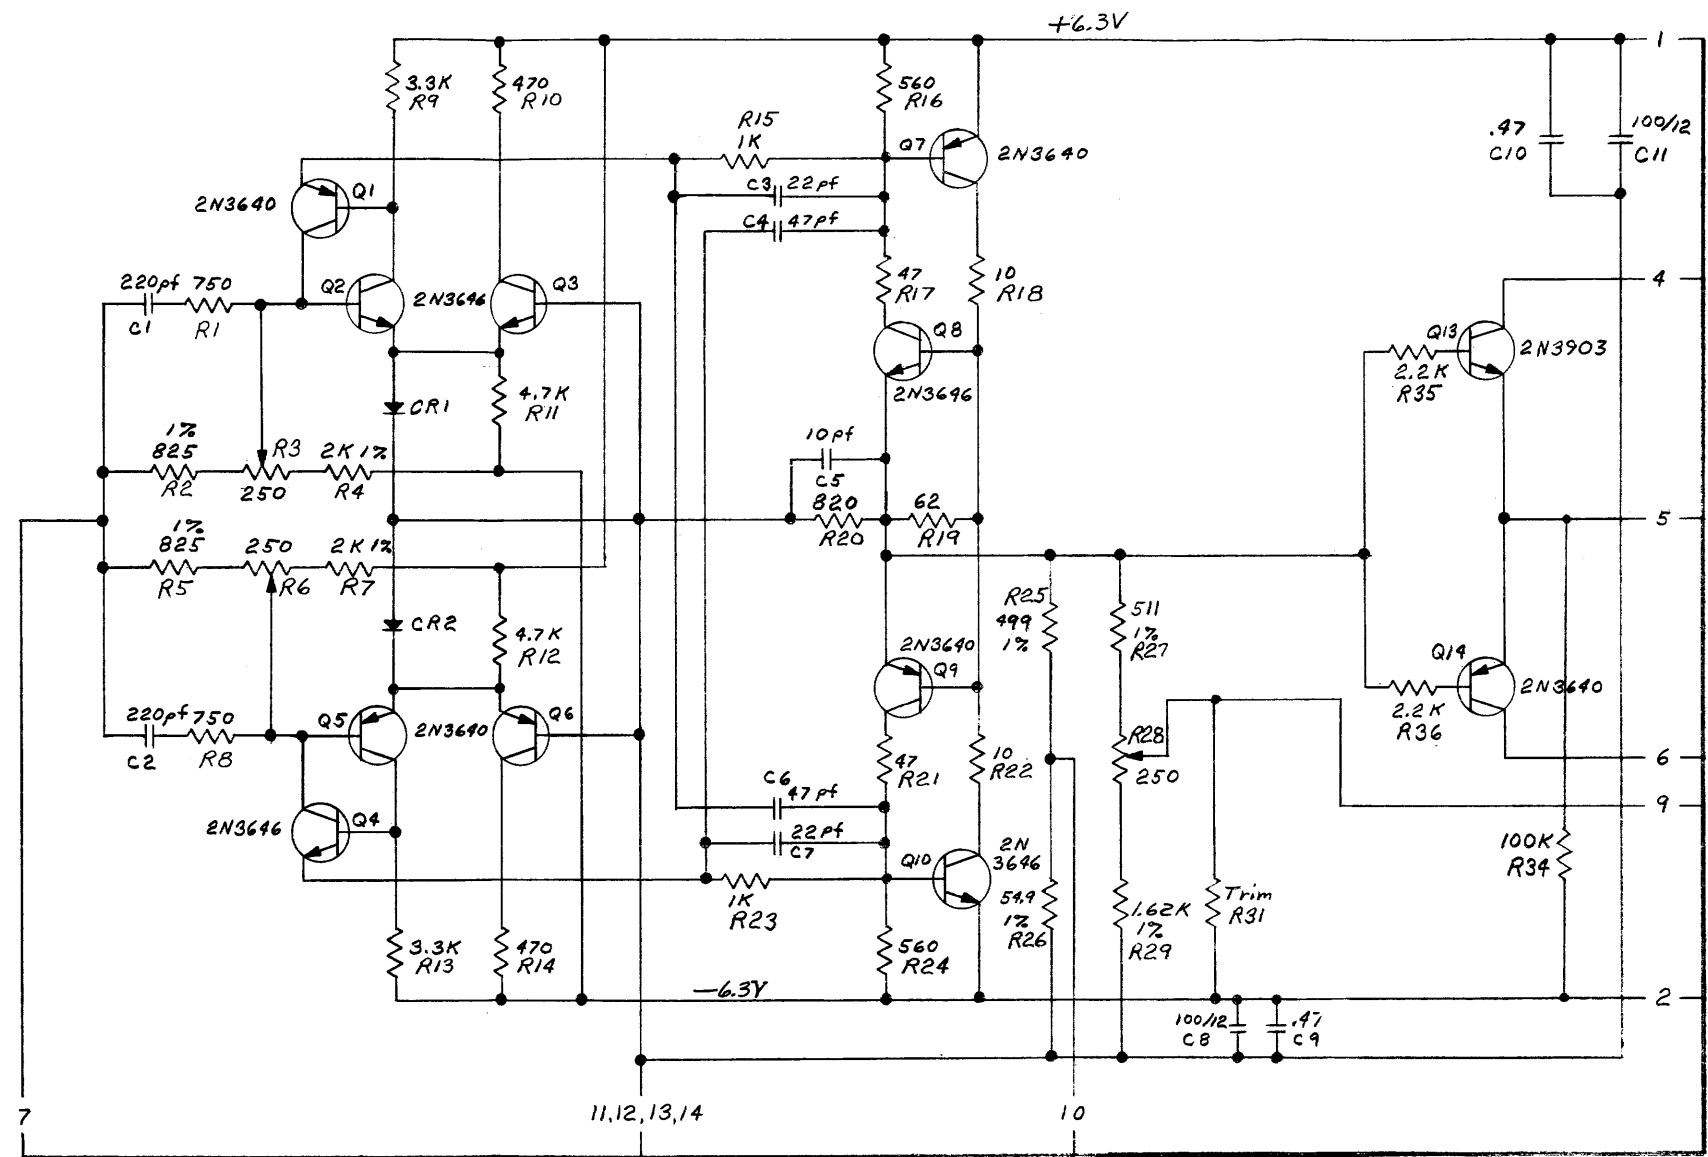 +6.3V
1
3.3K
R9
470
R10
560
R16
R15
1K
Q7
2N3640
.47
C10
100/12
C11
2N3640
Q1
C3
22pf
C4
47pf
220pf
750
C1
R1
Q2
2N3646
Q3
47
R17
10
R18
4
Q8
2N3646
Q13
2N3903
2.2K
R35
CR1
4.7K
R11
1%
825
R2
R3
250
2K 1%
R4
10pf
C5
820
R20
62
R19
5
1%
825
R5
250
R6
2K 1%
R7
CR2
4.7K
R12
R25
499
1%
511
1%
R27
2N3640
Q9
Q14
2N3640
2.2K
R36
220pf
750
C2
R8
Q5
2N3640
Q6
47
R21
10
R22
R28
250
6
C6
47pf
9
2N3646
Q4
22pf
C7
Q10
2N
3646
100K
R34
1K
R23
54.9
1%
R26
1.62K
1%
R29
Trim
R31
3.3K
R13
470
R14
560
R24
-6.3V
2
100/12
C8
.47
C9
7
11,12,13,14
10